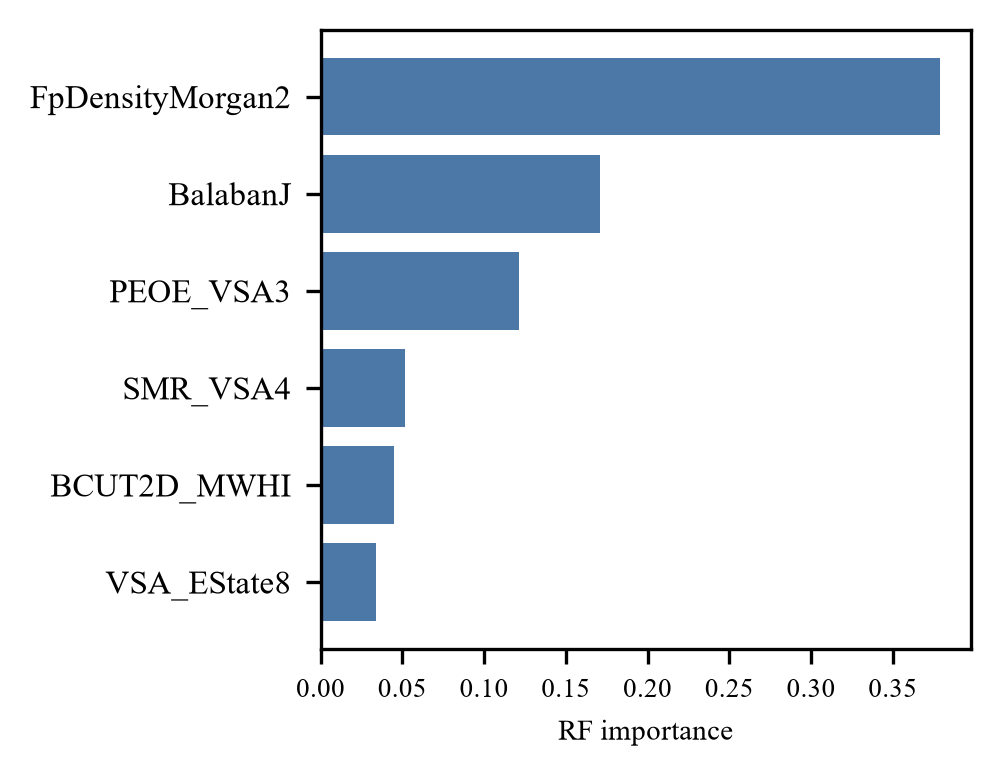 FpDensityMorgan2
BalabanJ
PEOE_VSA3
SMR_VSA4
BCUT2D_MWHI
VSA_EState8
0.00 0.05 0.10 0.15 0.20 0.25 0.30 0.35
RF importance